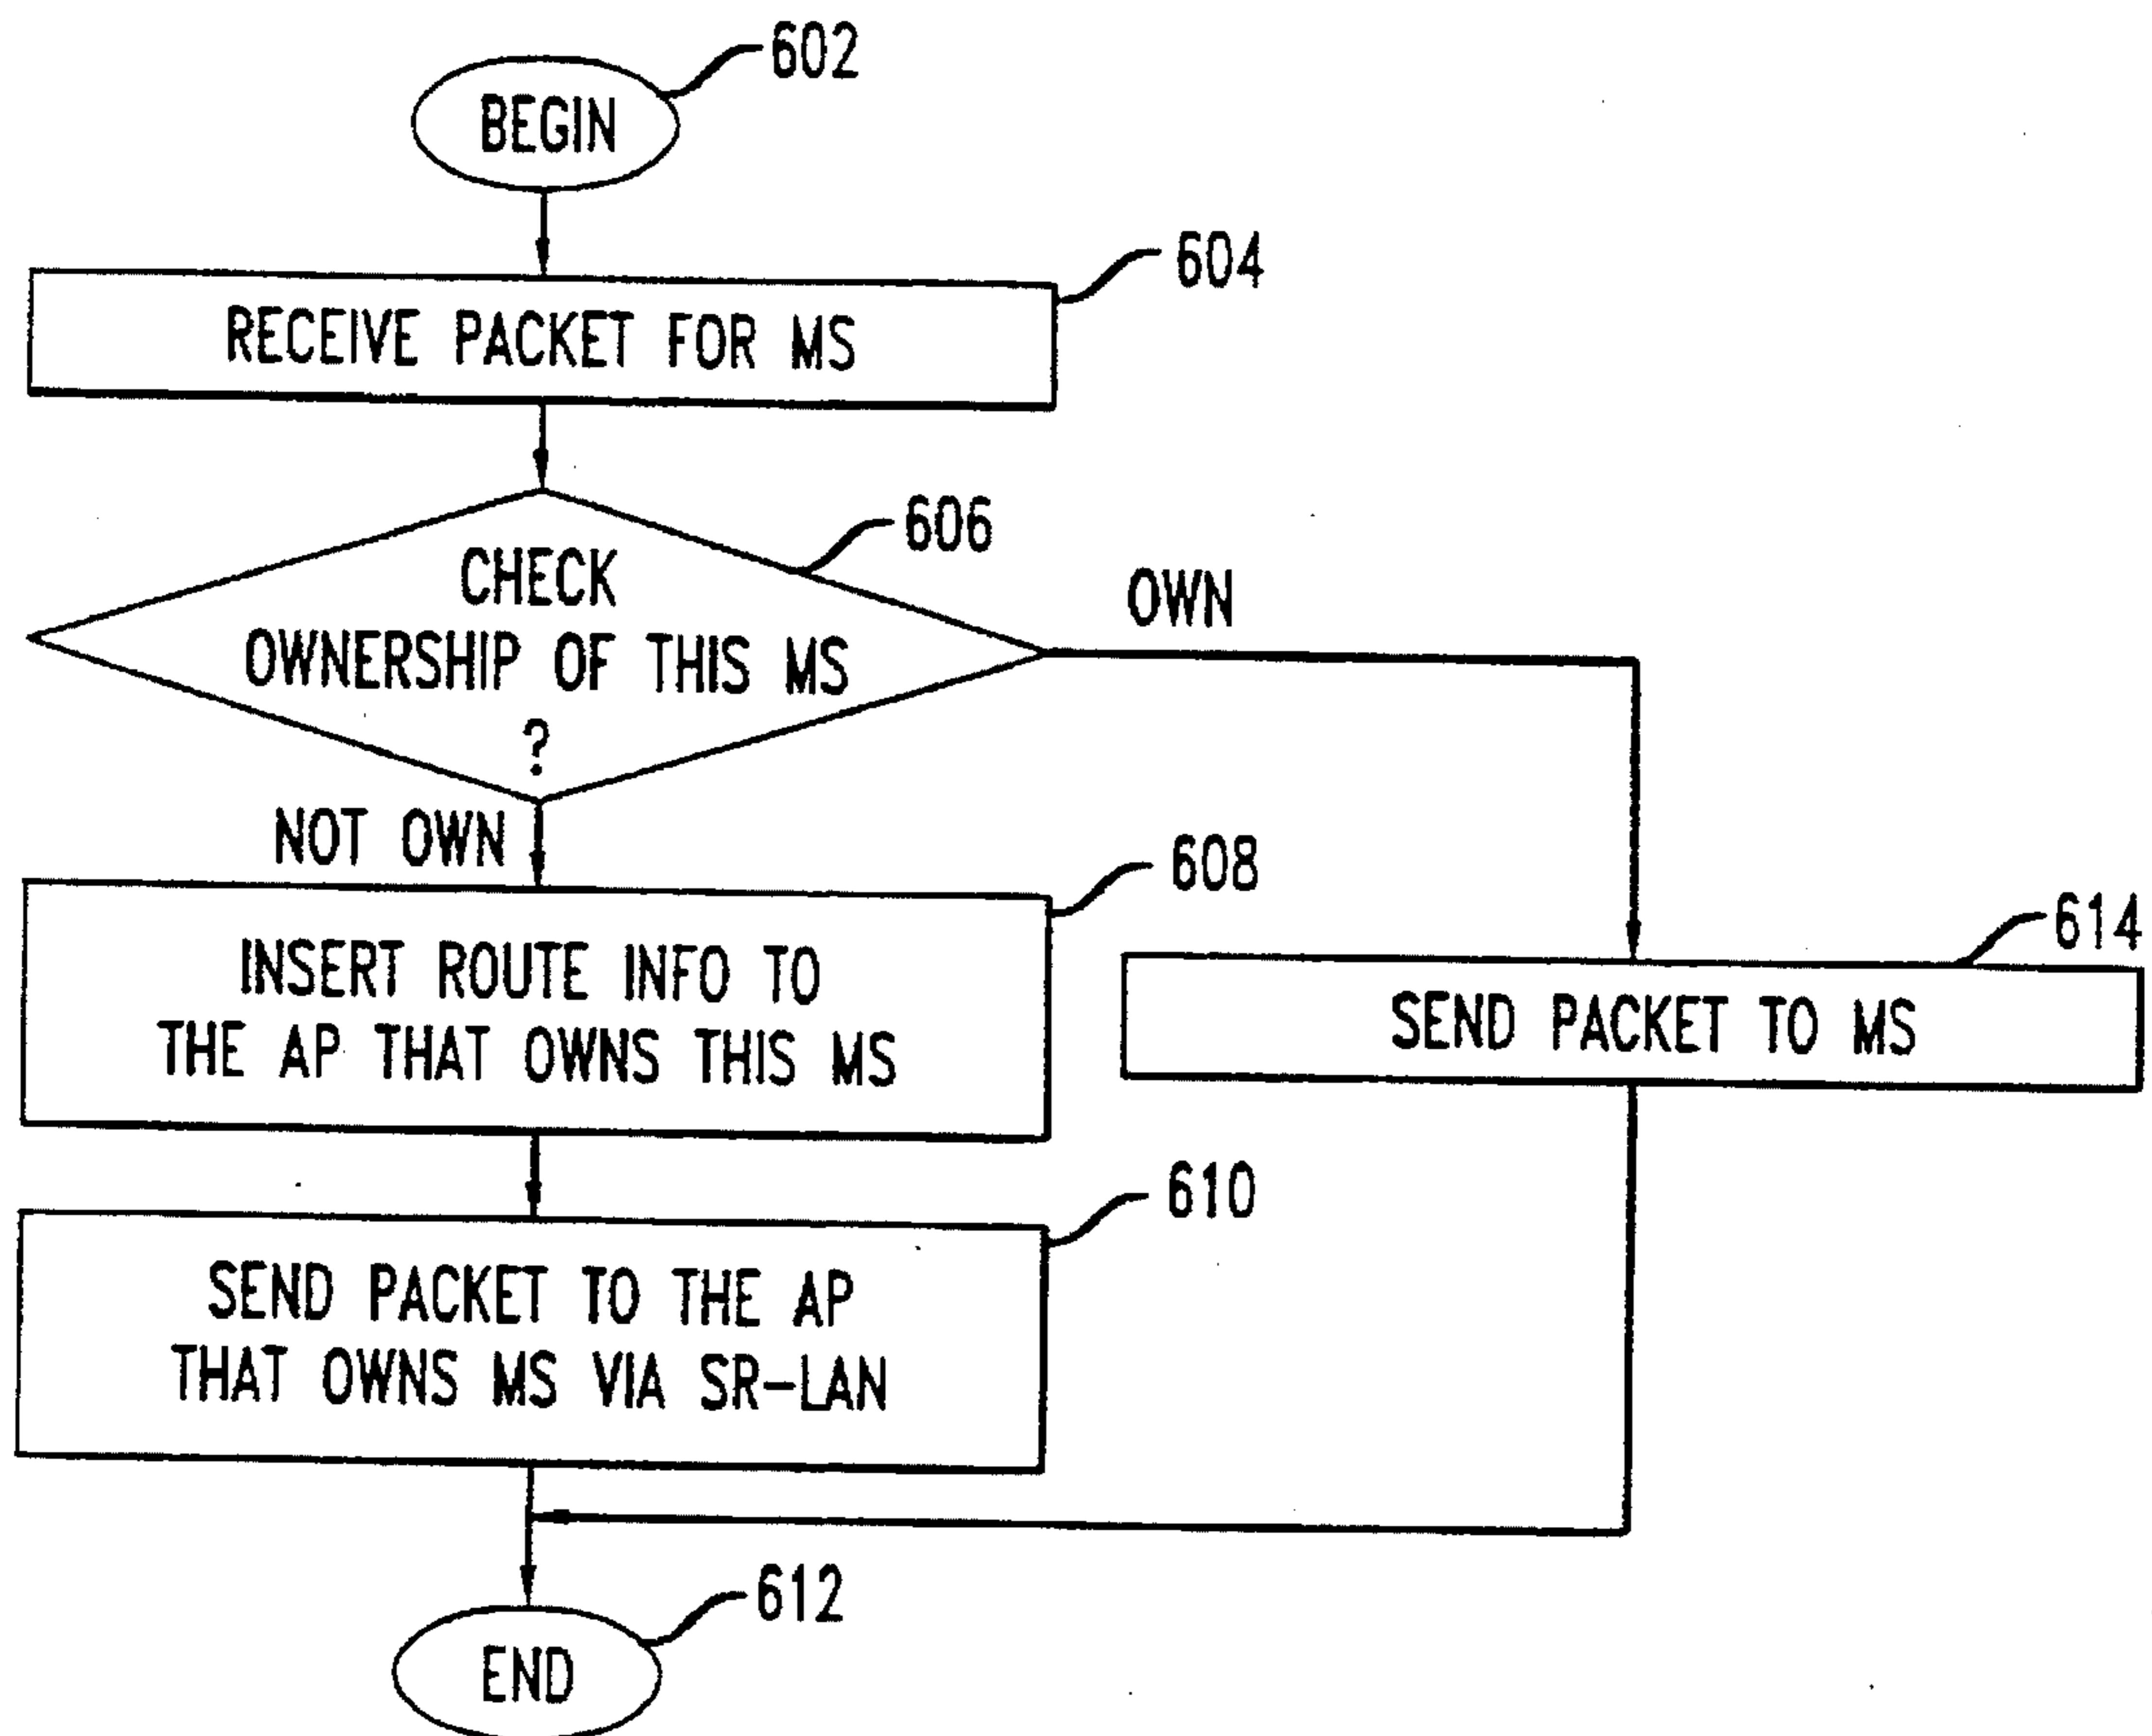 602
BEGIN
604
RECEIVE PACKET FOR MS
606
CHECK
OWNERSHIP OF THIS MS
?
OWN
NOT OWN
608
INSERT ROUTE INFO TO
THE AP THAT OWNS THIS MS
614
SEND PACKET TO MS
610
SEND PACKET TO THE AP
THAT OWNS MS VIA SR-LAN
612
END